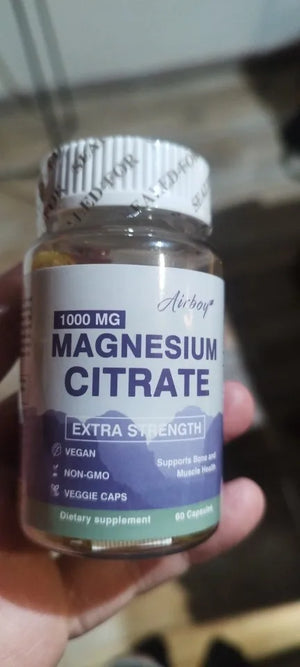 SEALED FOR
Airboy
1000 MG
MAGNESIUM
CITRATE
EXTRA STRENGTH
VEGAN
NON-GMO
VEGGIE CAPS
Supports Bone and
Muscle Health
Dietary supplement
60 Capsules